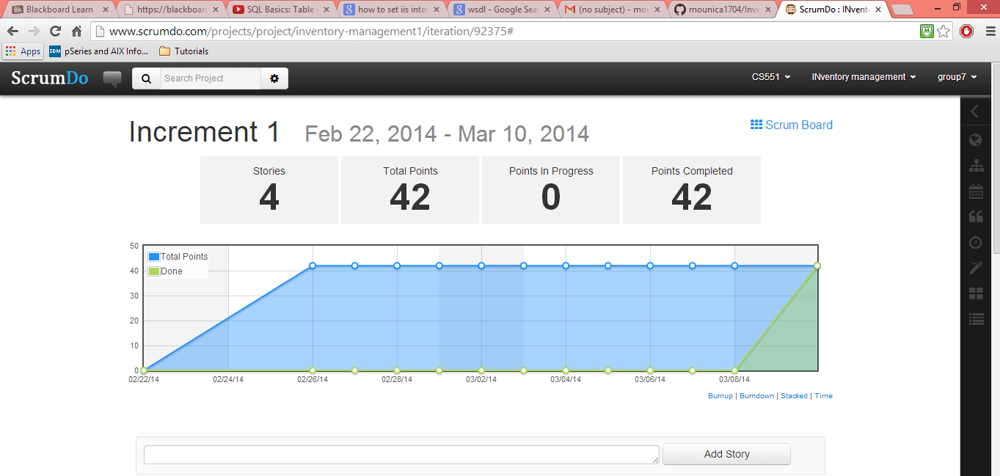 Bb Blackboard Learn https://blackboar SQL Basics: Table how to set iis inte wsdl - Google Sea (no subject) - mou mounica1704/Inve ScrumDo : INvent
www.scrumdo.com/projects/project/inventory-management1/iteration/92375#
Apps IBM pSeries and AIX Info... Tutorials
ScrumDo Search Project CS551 INventory management group7
Increment 1 Feb 22, 2014 - Mar 10, 2014 Scrum Board
Stories Total Points Points In Progress Points Completed
4 42 0 42
50
Total Points
Done
40
30
20
10
0
02/22/14 02/24/14 02/26/14 02/28/14 03/02/14 03/04/14 03/06/14 03/08/14
Burnup | Burndown | Stacked | Time
Add Story